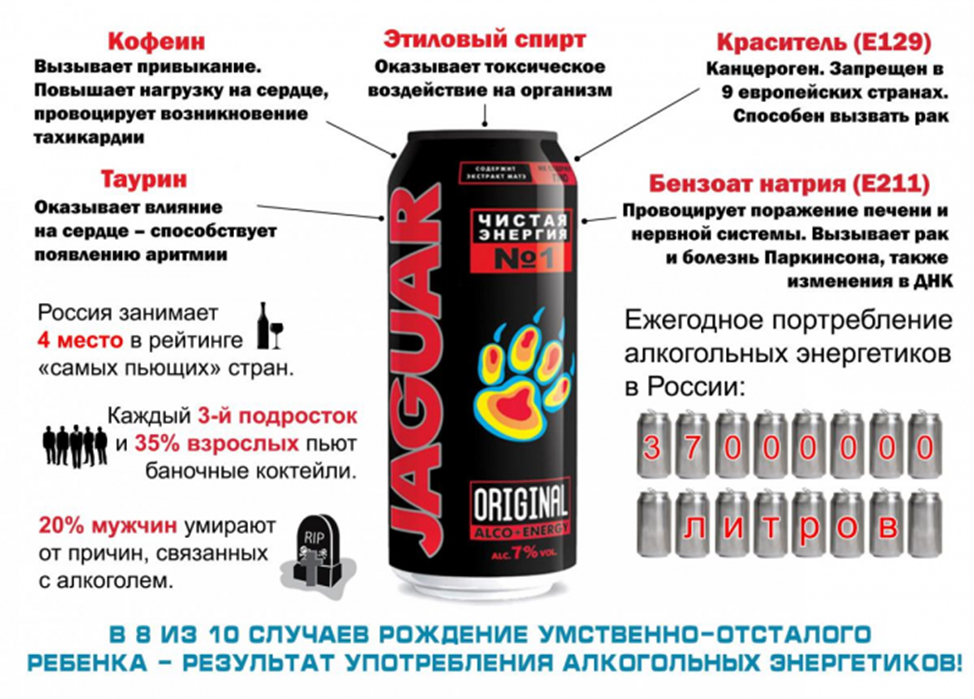 Кофеин
Вызывает привыкание.
Повышает нагрузку на сердце,
провоцирует возникновение
тахикардии
Этиловый спирт
Оказывает токсическое
воздействие на организм
Краситель (Е129)
Канцероген. Запрещен в
9 европейских странах.
Способен вызвать рак
Таурин
Оказывает влияние
на сердце – способствует
появлению аритмии
Бензоат натрия (Е211)
Провоцирует поражение печени и
нервной системы. Вызывает рак
и болезнь Паркинсона, также
изменения в ДНК
СОДЕРЖИТ
ЭКСТРАКТ МАТЭ
ЧИСТАЯ
ЭНЕРГИЯ
№1
JAGUAR
ORIGINAL
ALCO-ENERGY
ALC. 7% VOL.
Россия занимает
4 место в рейтинге
«самых пьющих» стран.
Каждый 3-й подросток
и 35% взрослых пьют
баночные коктейли.
20% мужчин умирают
от причин, связанных
с алкоголем.
RIP
Ежегодное портребление
алкогольных энергетиков
в России:
37000000
литров
В 8 ИЗ 10 СЛУЧАЕВ РОЖДЕНИЕ УМСТВЕННО-ОТСТАЛОГО
РЕБЕНКА – РЕЗУЛЬТАТ УПОТРЕБЛЕНИЯ АЛКОГОЛЬНЫХ ЭНЕРГЕТИКОВ!